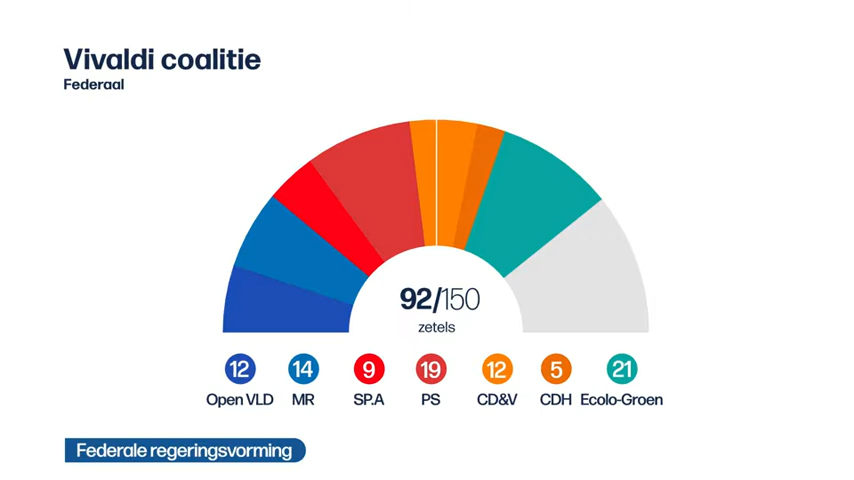 Vivaldi coalitie
Federaal
92/150
zetels
12 14 9 19 12 5 21
Open VLD MR SP.A PS CD&V CDH Ecolo-Groen
Federale regeringsvorming